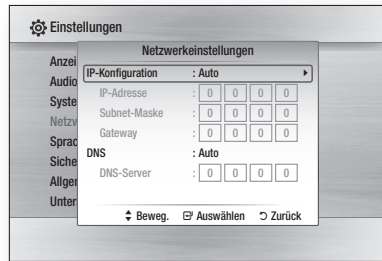 Einstellungen
Netzwerkeinstellungen
Anzei
Audio
Syste
Netzw
Sprac
Siche
Allger
Unter
IP-Konfiguration : Auto
IP-Adresse : 0 0 0 0
Subnet-Maske : 0 0 0 0
Gateway : 0 0 0 0
DNS : Auto
DNS-Server : 0 0 0 0
Beweg. Auswählen Zurück